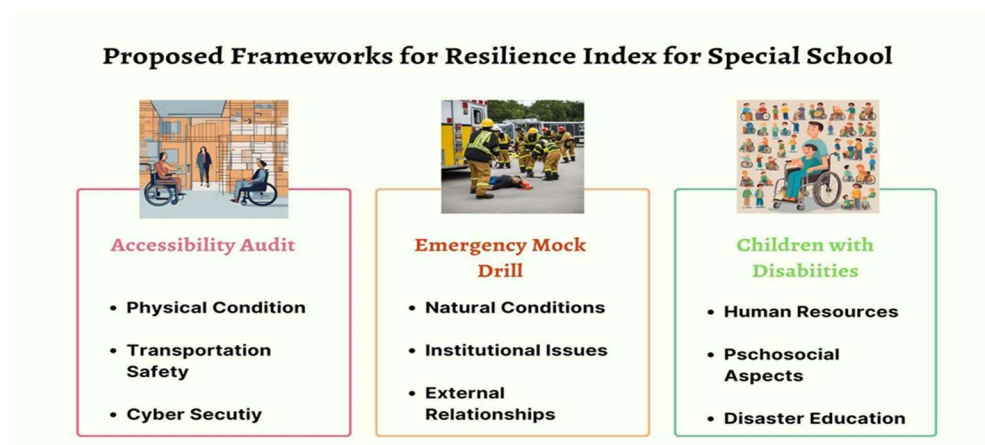 Proposed Frameworks for Resilience Index for Special School
Accessibility Audit
• Physical Condition
• Transportation
Safety
• Cyber Secutiy
Emergency Mock
Drill
• Natural Conditions
• Institutional Issues
• External
Relationships
Children with
Disabiities
• Human Resources
• Pschosocial
Aspects
• Disaster Education